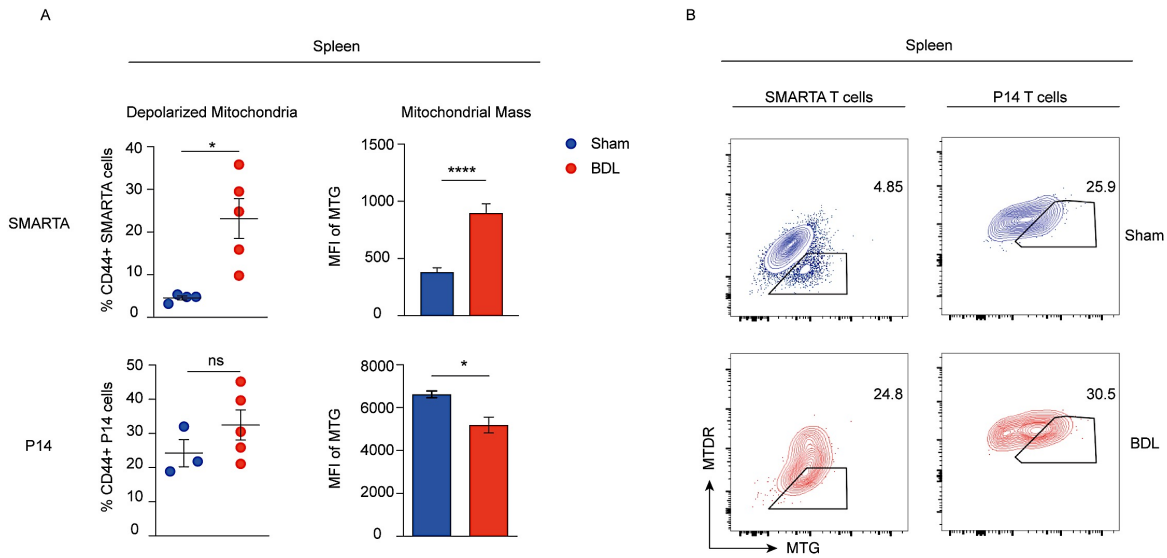 A
B
Spleen
Spleen
Depolarized Mitochondria
Mitochondrial Mass
SMARTA T cells
P14 T cells
SMARTA
% CD44+ SMARTA cells
40
30
20
10
0
*
MFI of MTG
1500
1000
500
0
****
Sham
BDL
4.85
25.9
Sham
P14
% CD44+ P14 cells
50
40
30
20
10
0
ns
MFI of MTG
8000
6000
4000
2000
0
*
24.8
30.5
BDL
MTDR
MTG